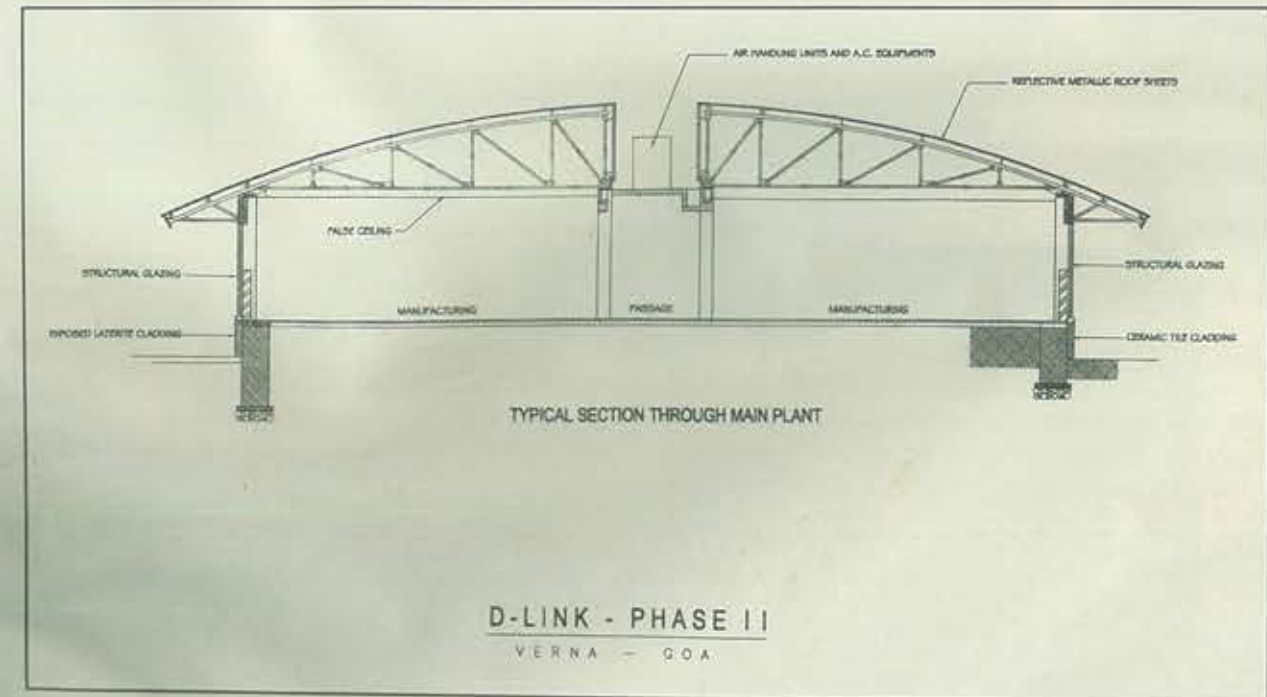 AIR HANDLING UNITS AND A.C. EQUIPMENTS
REFLECTIVE METALLIC ROOF SHEETS
FALSE CEILING
STRUCTURAL GLAZING
STRUCTURAL GLAZING
MANUFACTURING
PASSAGE
MANUFACTURING
EXPOSED LATERITE CLADDING
CERAMIC TILE CLADDING
TYPICAL SECTION THROUGH MAIN PLANT
D-LINK - PHASE II
VERNA - GOA